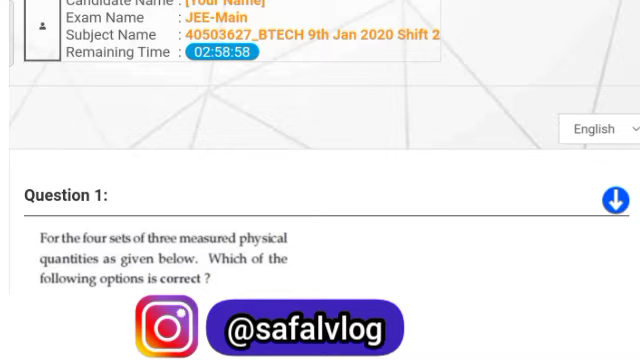 Candidate Name : [Your Name]
Exam Name : JEE-Main
Subject Name : 40503627_BTECH 9th Jan 2020 Shift 2
Remaining Time : 02:58:58
English
Question 1:
For the four sets of three measured physical
quantities as given below. Which of the
following options is correct ?
@safalvlog